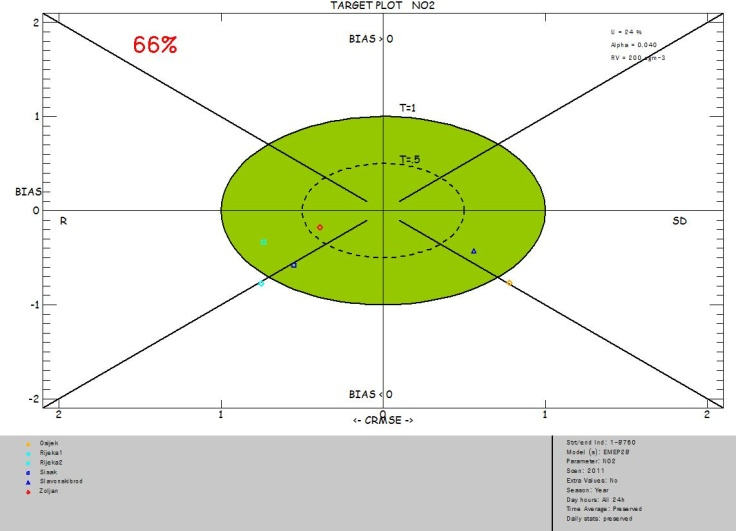 TARGET PLOT NO2
66%
BIAS > 0
U = 24 %
Alpha = 0.040
RV = 200 ugm-3
2
1
T=1
T=.5
BIAS
0
R
SD
-1
-2
BIAS < 0
2
1
0
1
2
<- CRMSE ->
Osijek
Rijeka1
Rijeka2
Sisak
Slavonskibrod
Zoljan
Strt/end Ind: 1-8760
Model (s): EMEP28
Parameter: NO2
Scen: 2011
Extra Values: No
Season: Year
Day hours: All 24h
Time Average: Preserved
Daily stats: preserved